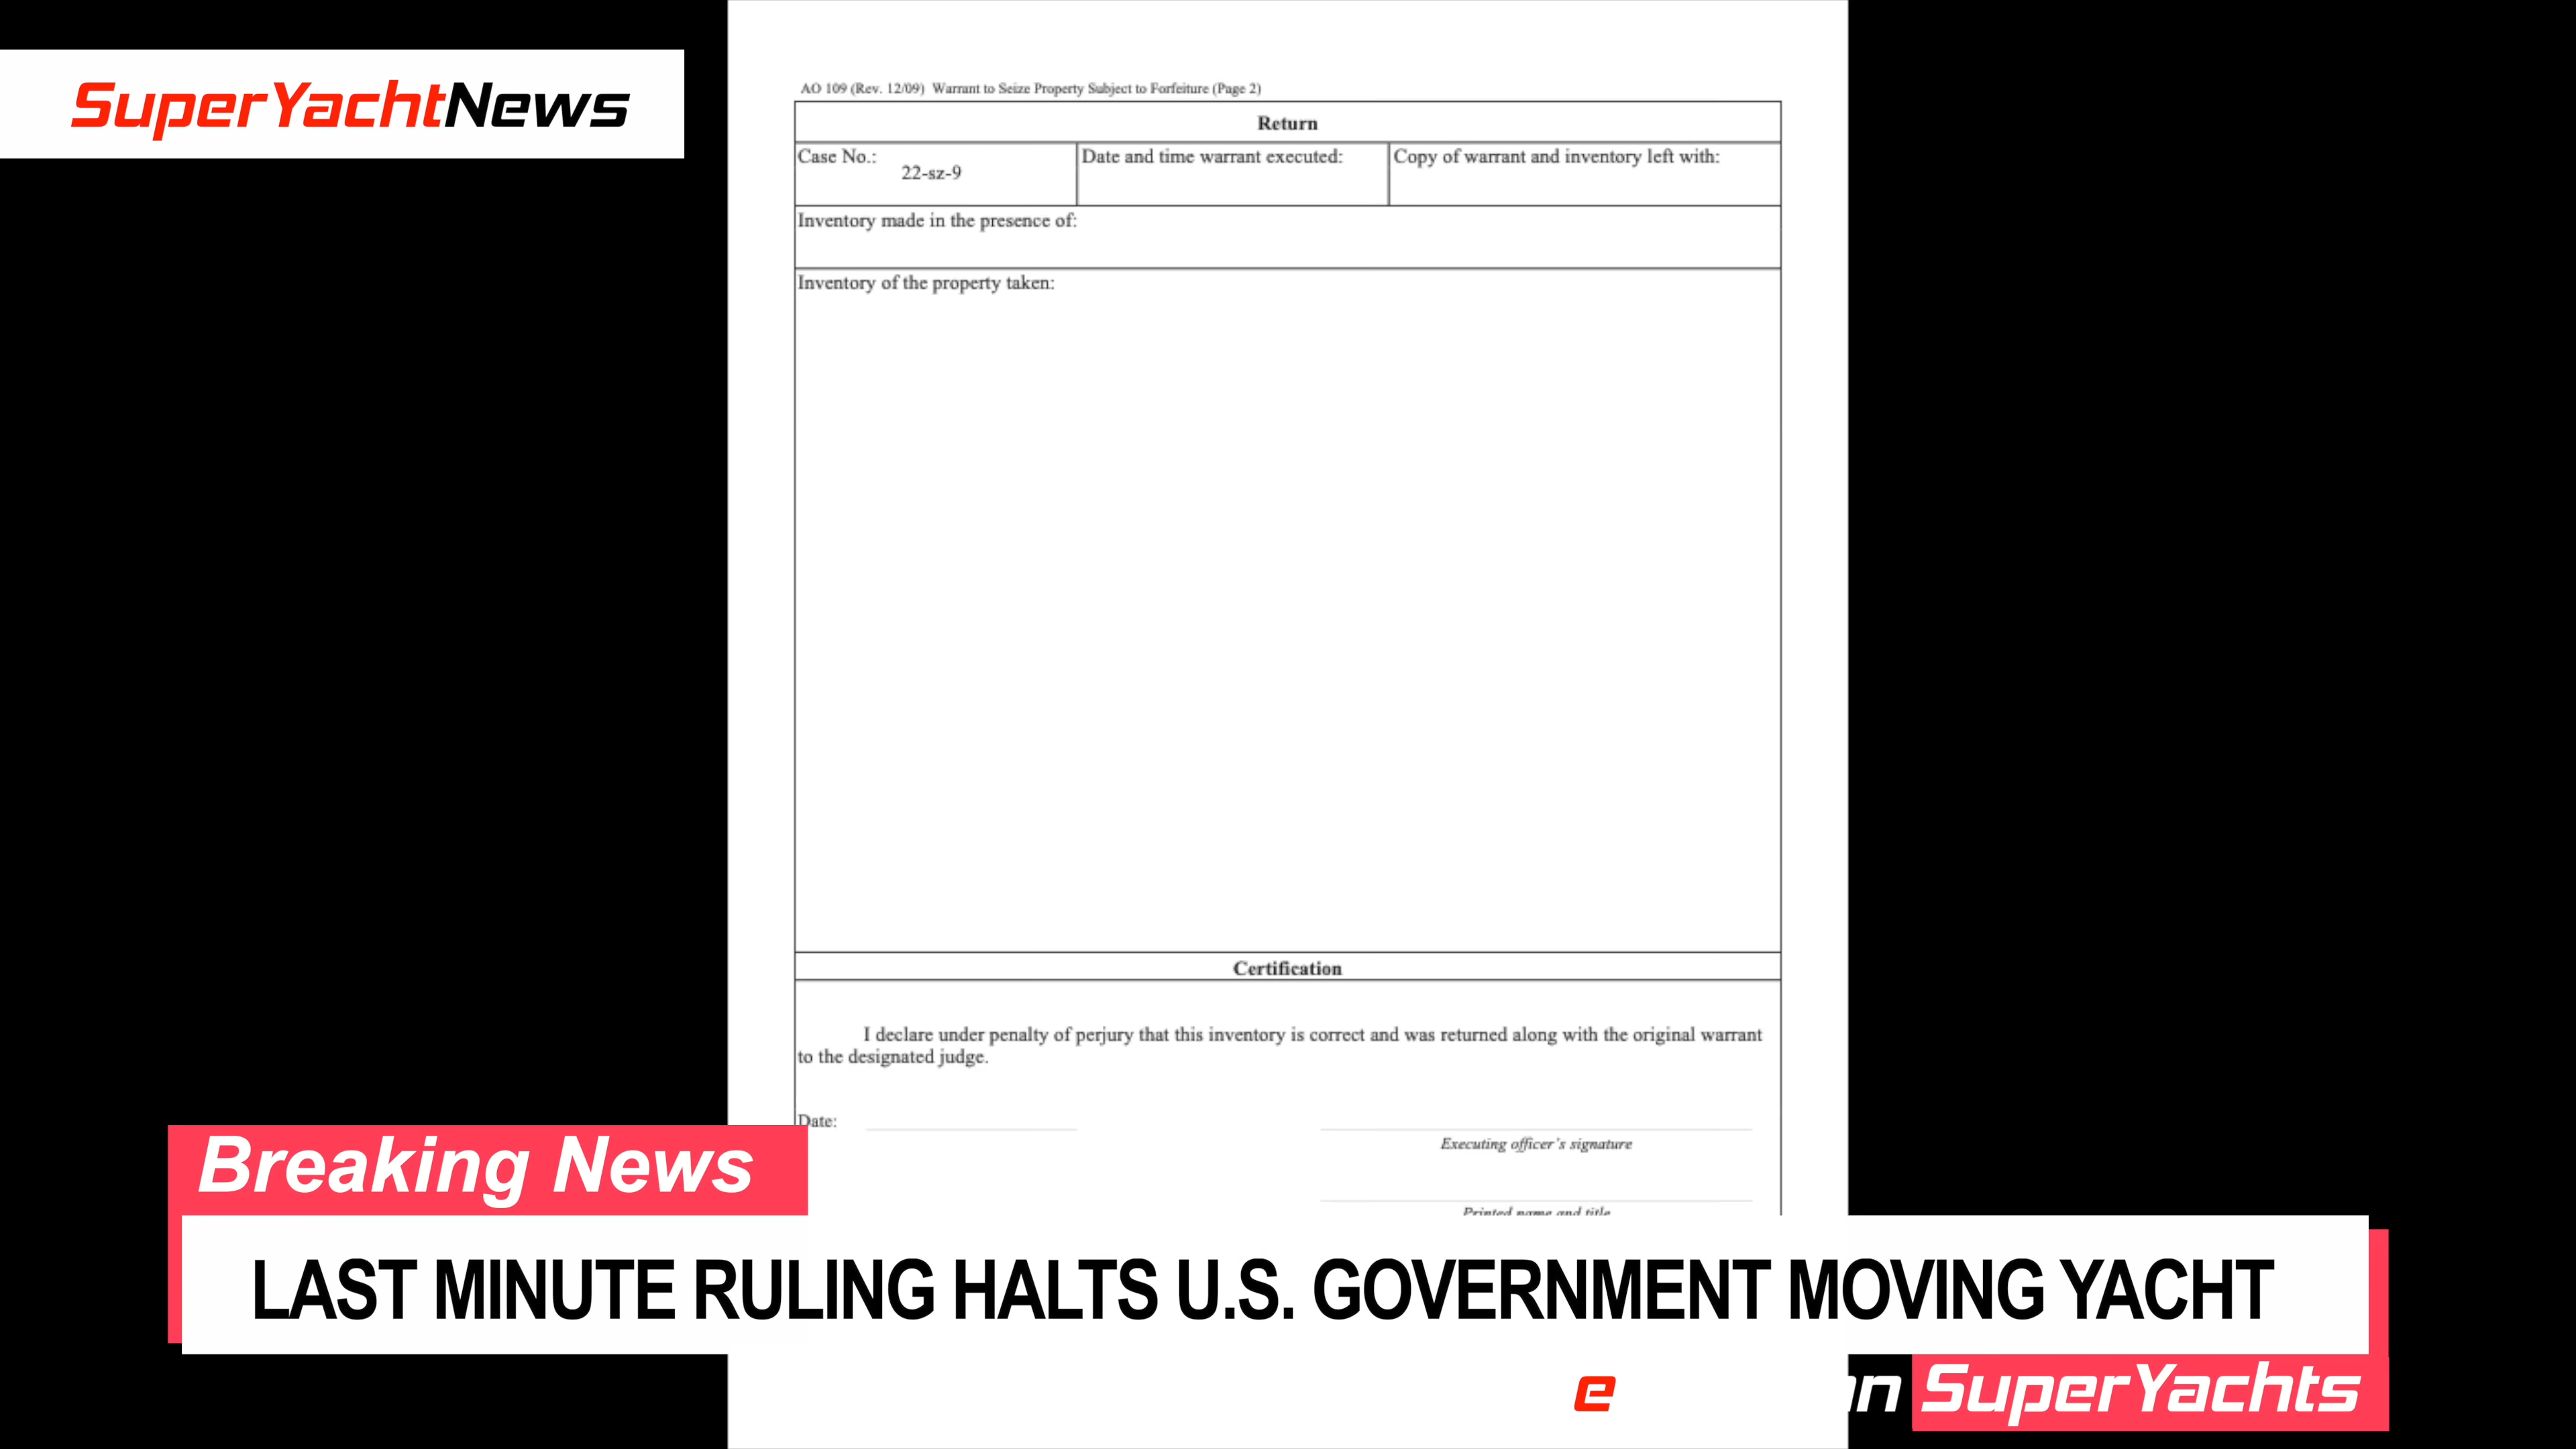 SuperYachtNews
AO 109 (Rev. 12/09) Warrant to Seize Property Subject to Forfeiture (Page 2)
Return
Case No.:
22-sz-9
Date and time warrant executed:
Copy of warrant and inventory left with:
Inventory made in the presence of:
Inventory of the property taken:
Certification
I declare under penalty of perjury that this inventory is correct and was returned along with the original warrant
to the designated judge.
Date:
Executing officer's signature
Printed name and title
Breaking News
LAST MINUTE RULING HALTS U.S. GOVERNMENT MOVING YACHT
SuperYachts